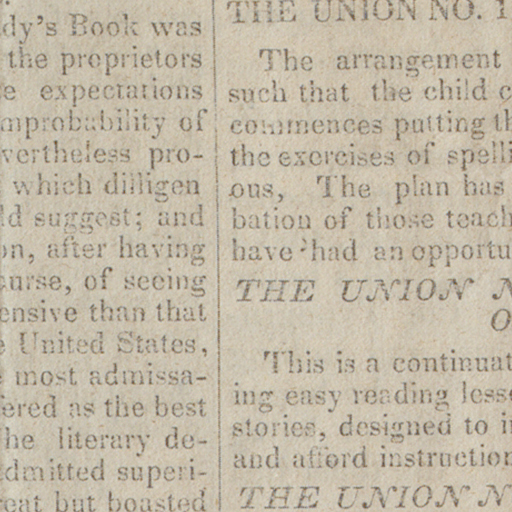 dy's Book was
the proprietors
e expectations
mprobability of
vertheless pro-
which dilligen
ld suggest; and
on, after having
urse, of seeing
ensive than that
United States,
most admissa-
ered as the best
he literary de-
dmitted superi-
eat but boasted
THE UNION NO. 1
The arrangement
such that the child c
commences putting th
the exercises of spelli
ous, The plan has
bation of those teach
have had an opportu
THE UNION N
O
This is a continuat
ing easy reading less
stories, designed to i
and afford instruction
THE UNION N